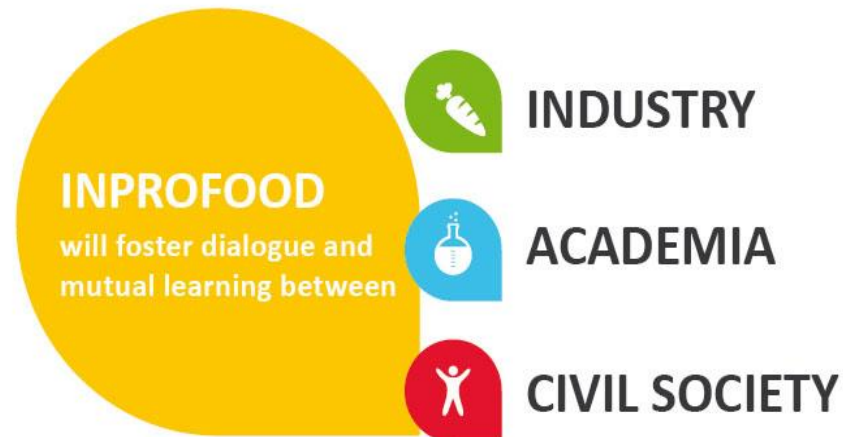 INPROFOOD
will foster dialogue and
mutual learning between
INDUSTRY
ACADEMIA
CIVIL SOCIETY